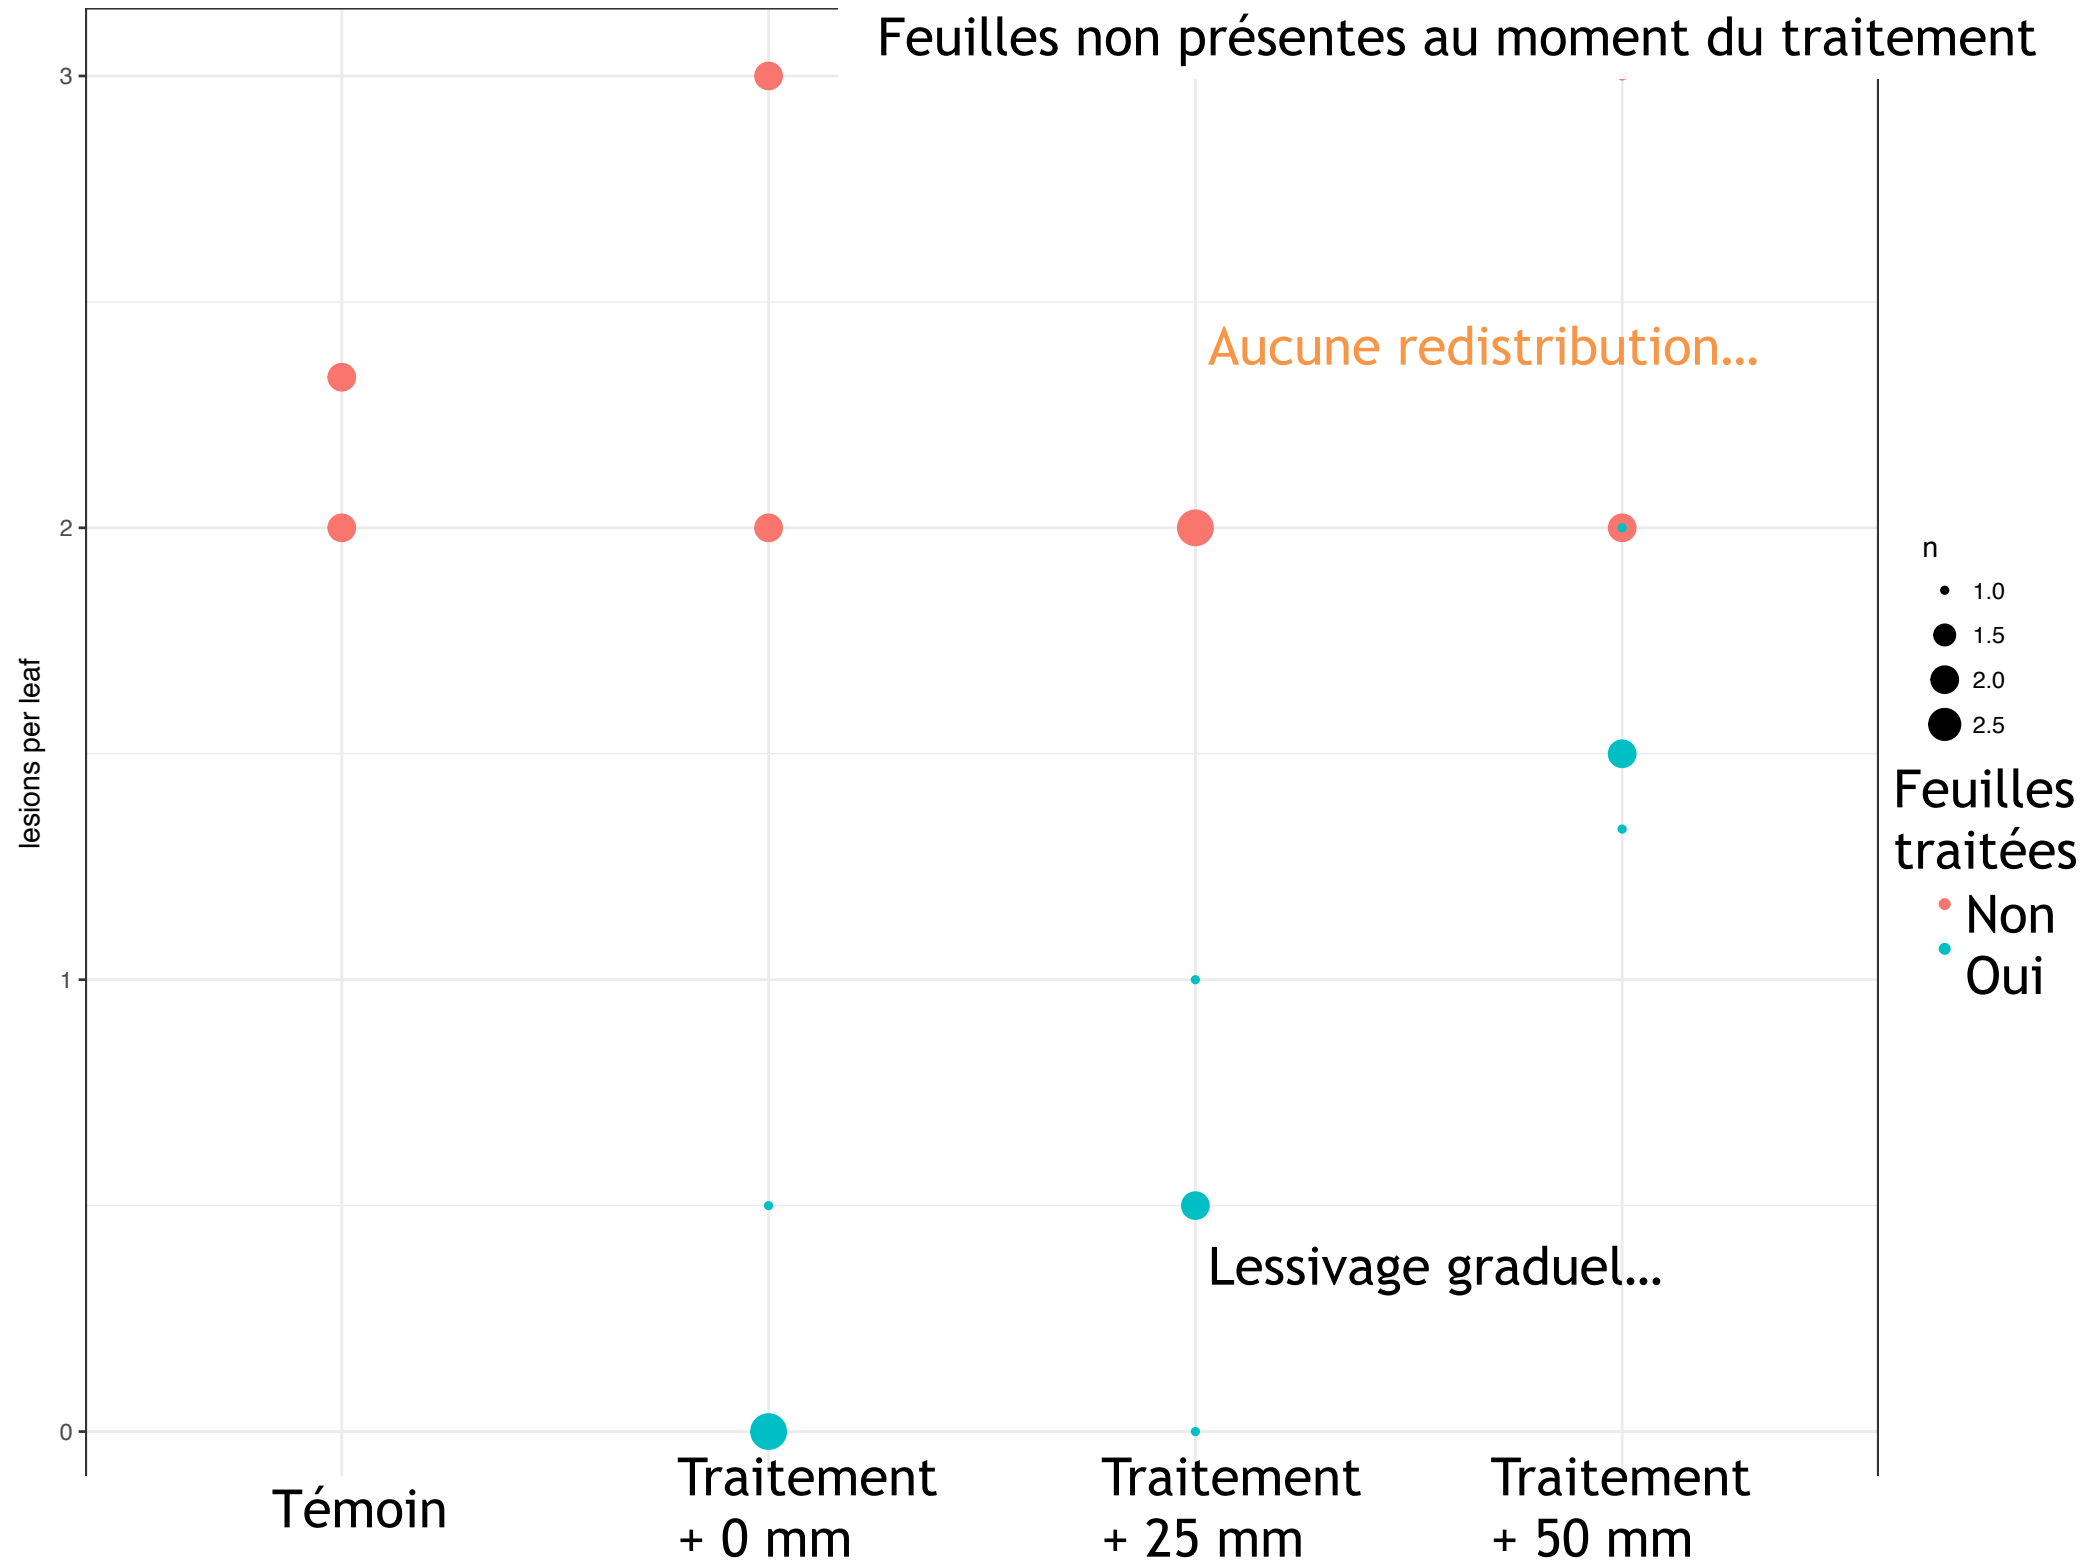 Feuilles non présentes au moment du traitement
3
Aucune redistribution...
2
n
1.0
1.5
2.0
2.5
lesions per leaf
Feuilles
traitées
Non
Oui
1
Lessivage graduel...
0
Témoin
Traitement
+ 0 mm
Traitement
+ 25 mm
Traitement
+ 50 mm